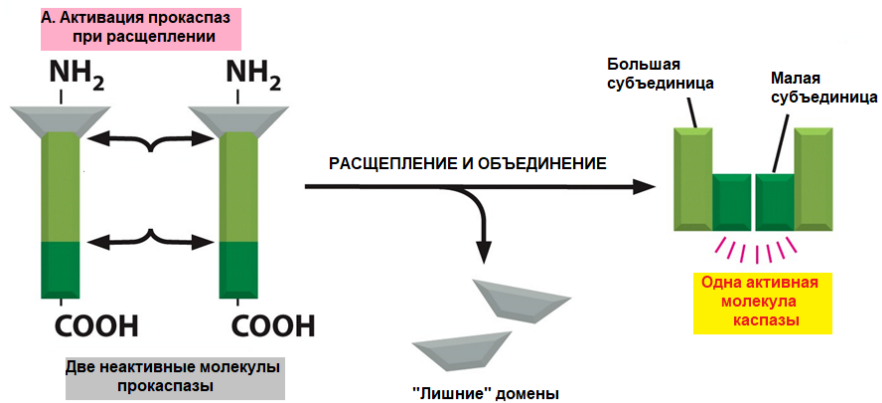 А. Активация прокаспаз
при расщеплении
NH2
NH2
Большая
субъединица
Малая
субъединица
РАСЩЕПЛЕНИЕ И ОБЪЕДИНЕНИЕ
Одна активная
молекула
каспазы
COOH
COOH
Две неактивные молекулы
прокаспазы
"Лишние" домены